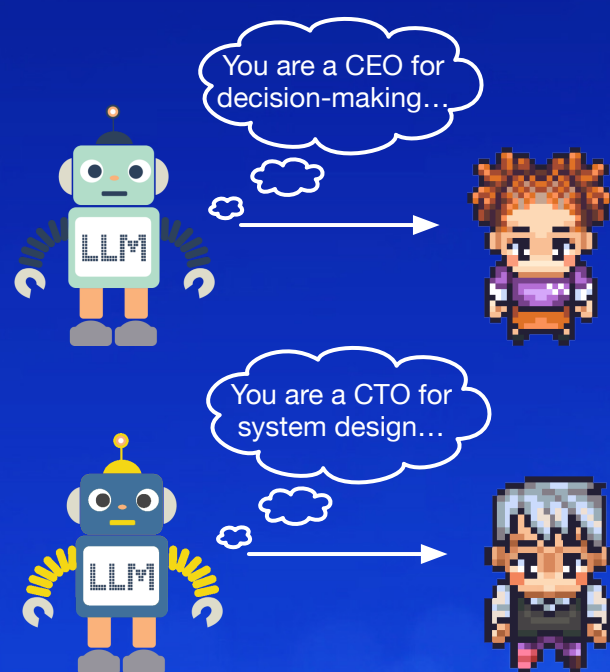 You are a CEO for
decision-making…
LLM
You are a CTO for
system design…
LLM